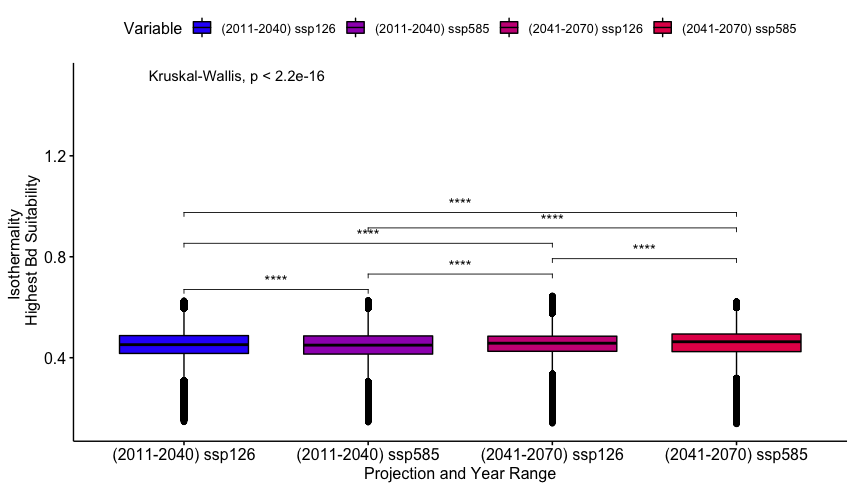 Variable (2011-2040) ssp126 (2011-2040) ssp585 (2041-2070) ssp126 (2041-2070) ssp585
Kruskal-Wallis, p < 2.2e-16
Isothermality
Highest Bd Suitability
1.2
0.8
0.4
****
****
****
****
****
****
(2011-2040) ssp126 (2011-2040) ssp585 (2041-2070) ssp126 (2041-2070) ssp585
Projection and Year Range